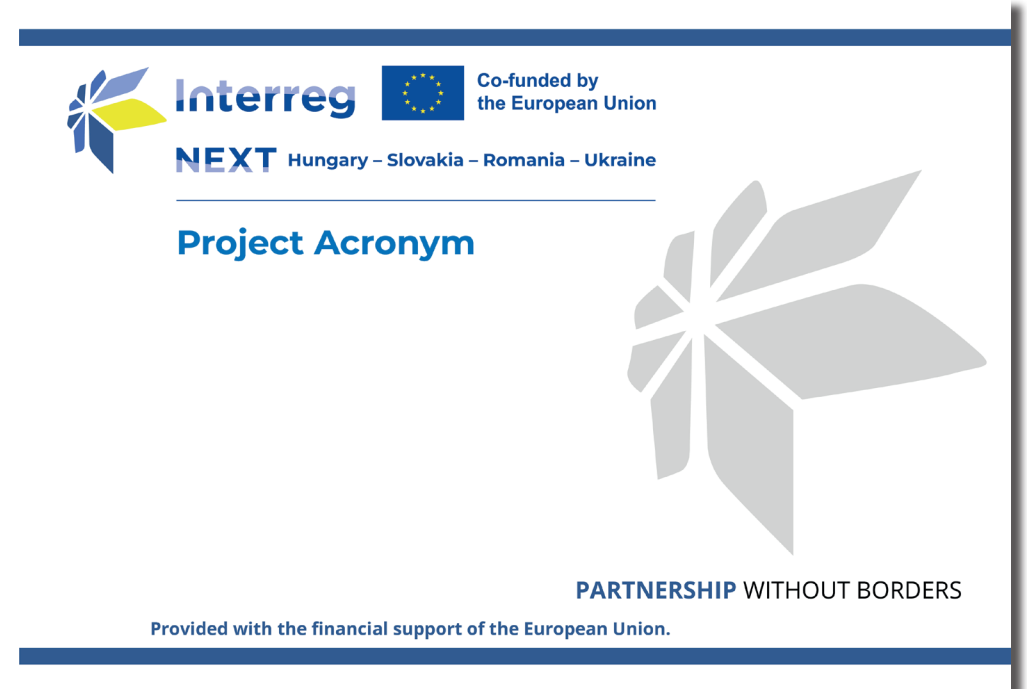 Interreg
Co-funded by
the European Union
NEXT Hungary – Slovakia – Romania – Ukraine
Project Acronym
PARTNERSHIP WITHOUT BORDERS
Provided with the financial support of the European Union.